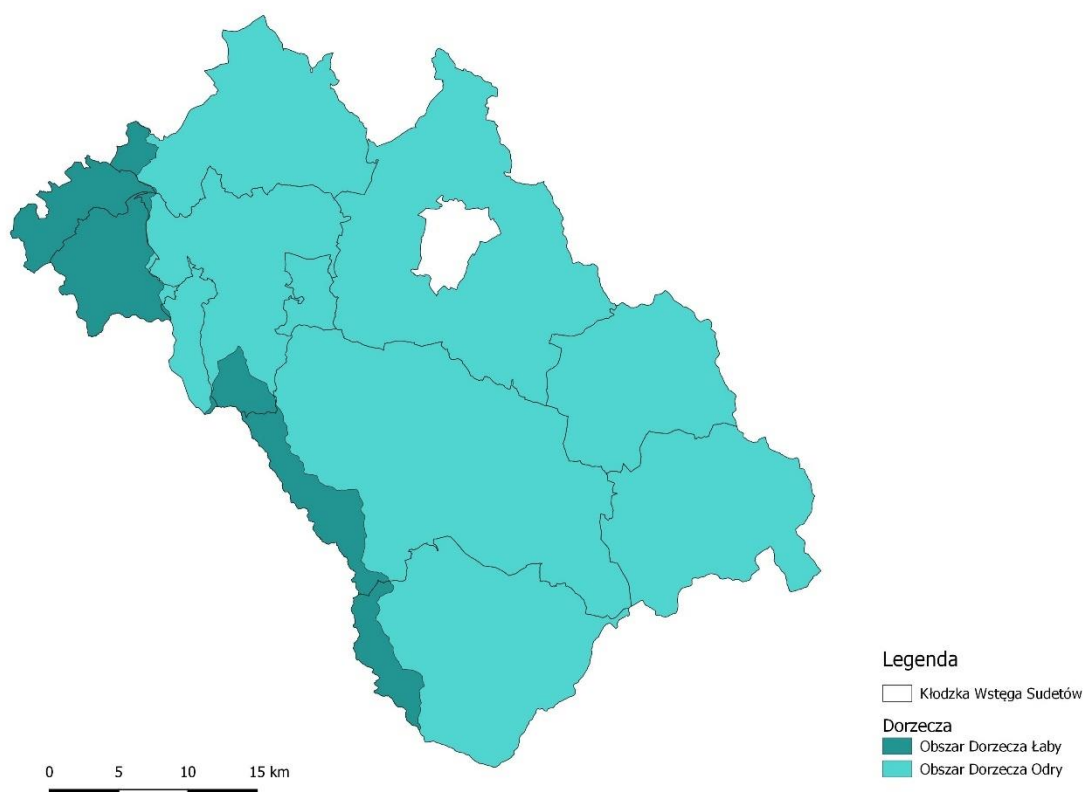 Legenda
Kłodzka Wstęga Sudetów
Dorzecza
Obszar Dorzecza Łaby
Obszar Dorzecza Odry
0 5 10 15 km